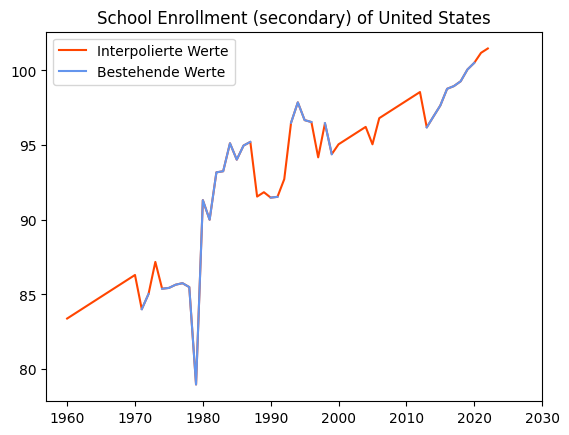 School Enrollment (secondary) of United States
Interpolierte Werte
Bestehende Werte
100
95
90
85
80
1960 1970 1980 1990 2000 2010 2020 2030